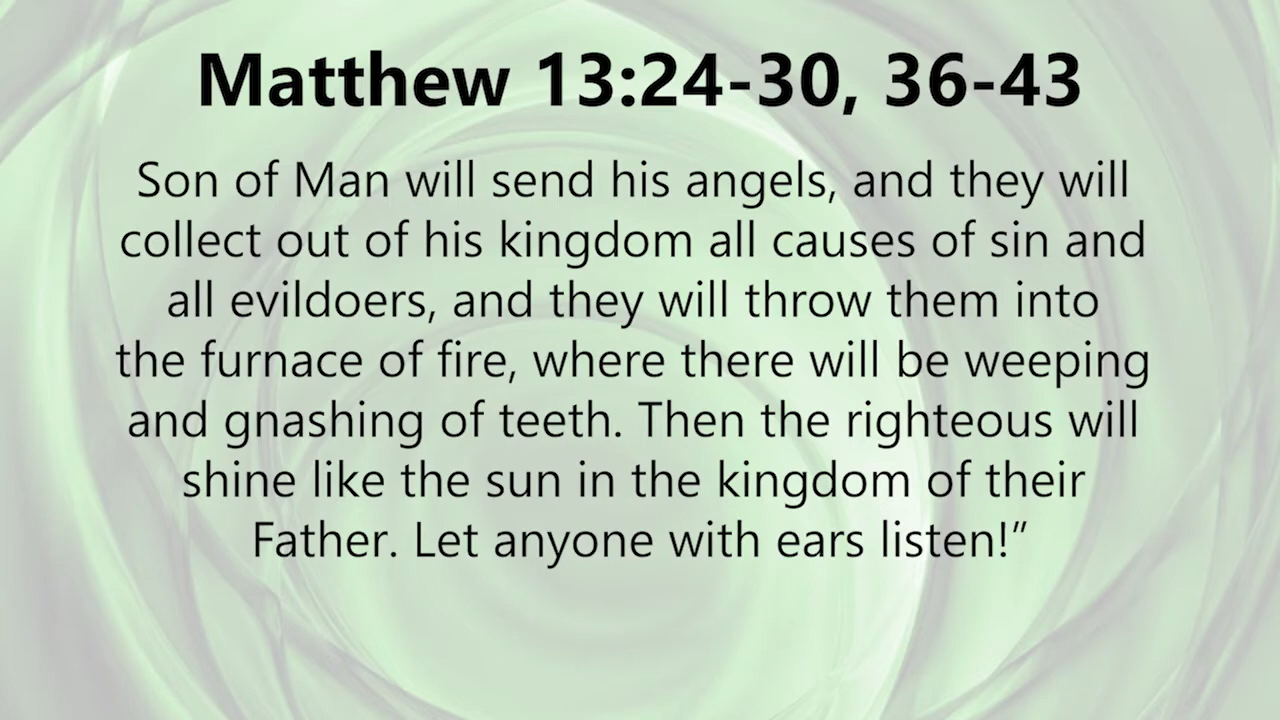 Matthew 13:24-30, 36-43
Son of Man will send his angels, and they will
collect out of his kingdom all causes of sin and
all evildoers, and they will throw them into
the furnace of fire, where there will be weeping
and gnashing of teeth. Then the righteous will
shine like the sun in the kingdom of their
Father. Let anyone with ears listen!”